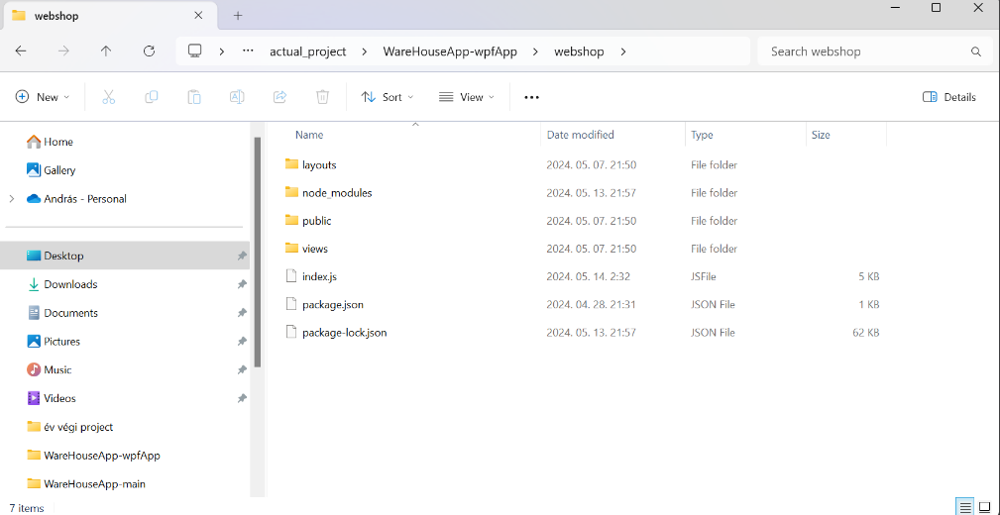 webshop
... actual_project > WareHouseApp-wpfApp > webshop >
Search webshop
New
Sort
View
Details
Name Date modified Type Size
Home
Gallery
András - Personal
Desktop
Downloads
Documents
Pictures
Music
Videos
év végi project
WareHouseApp-wpfApp
WareHouseApp-main
layouts 2024. 05. 07. 21:50 File folder
node_modules 2024. 05. 13. 21:57 File folder
public 2024. 05. 07. 21:50 File folder
views 2024. 05. 07. 21:50 File folder
index.js 2024. 05. 14. 2:32 JSFile 5 KB
package.json 2024. 04. 28. 21:31 JSON File 1 KB
package-lock.json 2024. 05. 13. 21:57 JSON File 62 KB
7 items